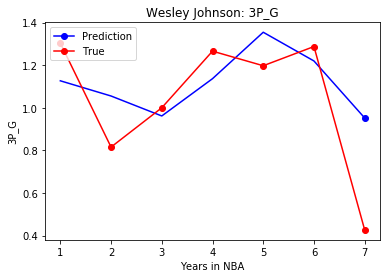 Wesley Johnson: 3P_G
Prediction
True
1.4
1.2
1.0
0.8
0.6
0.4
3P_G
1 2 3 4 5 6 7
Years in NBA